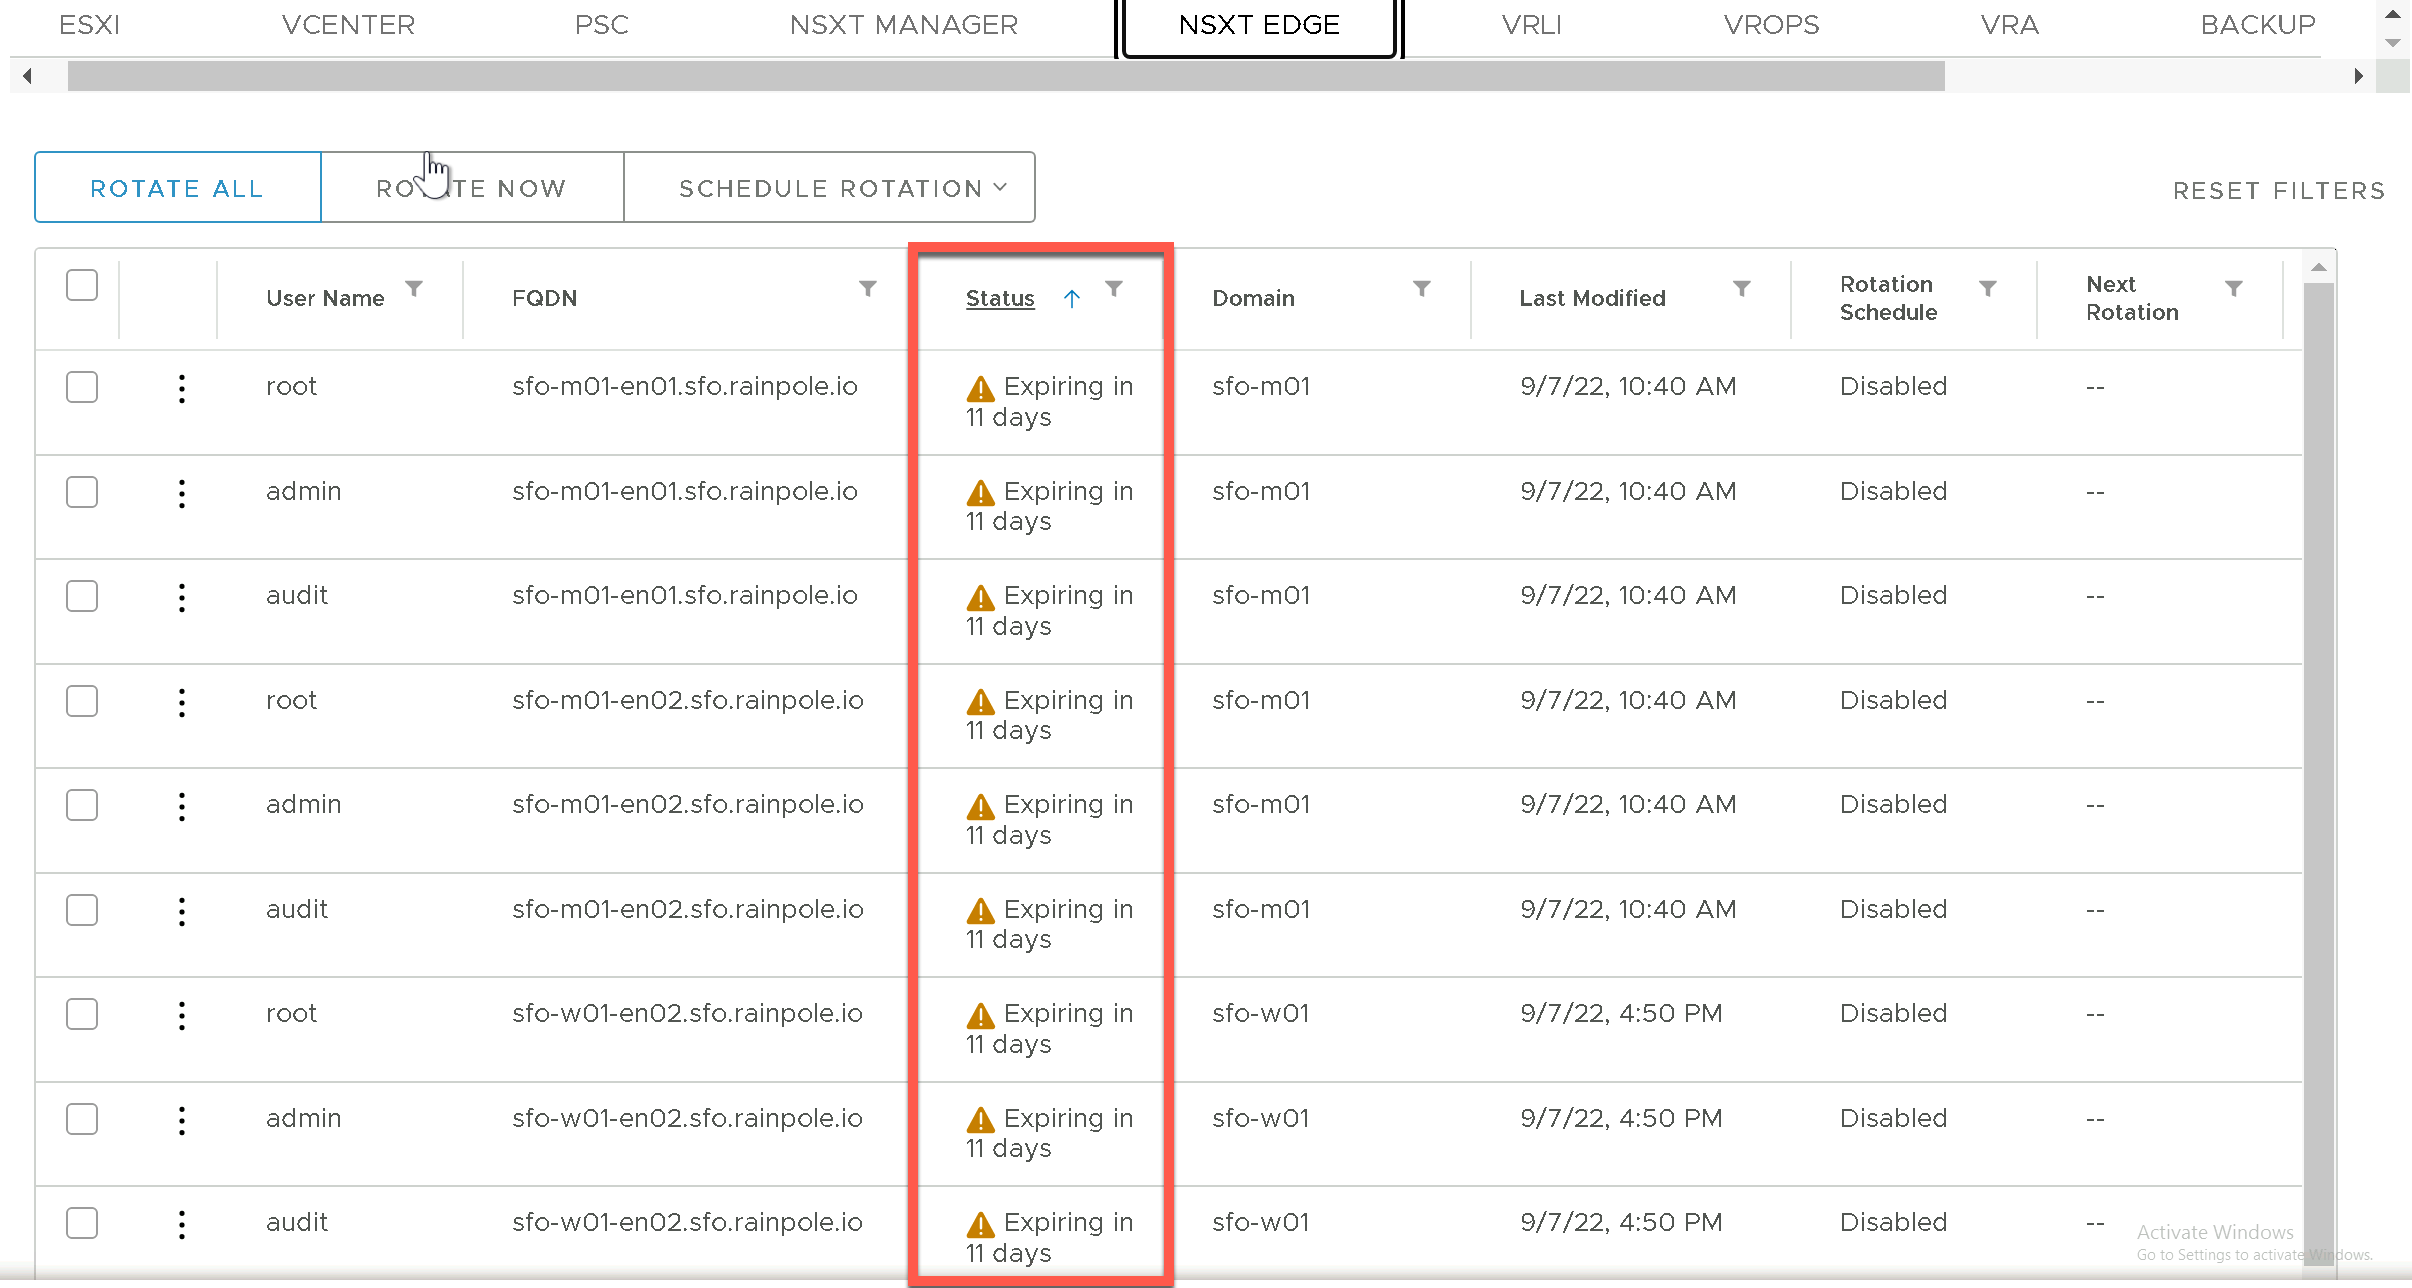 ESXI VCENTER PSC NSXT MANAGER NSXT EDGE VRLI VROPS VRA BACKUP
ROTATE ALL ROTATE NOW SCHEDULE ROTATION RESET FILTERS
User Name FQDN Status Domain Last Modified Rotation Schedule Next Rotation
root sfo-m01-en01.sfo.rainpole.io Expiring in 11 days sfo-m01 9/7/22, 10:40 AM Disabled --
admin sfo-m01-en01.sfo.rainpole.io Expiring in 11 days sfo-m01 9/7/22, 10:40 AM Disabled --
audit sfo-m01-en01.sfo.rainpole.io Expiring in 11 days sfo-m01 9/7/22, 10:40 AM Disabled --
root sfo-m01-en02.sfo.rainpole.io Expiring in 11 days sfo-m01 9/7/22, 10:40 AM Disabled --
admin sfo-m01-en02.sfo.rainpole.io Expiring in 11 days sfo-m01 9/7/22, 10:40 AM Disabled --
audit sfo-m01-en02.sfo.rainpole.io Expiring in 11 days sfo-m01 9/7/22, 10:40 AM Disabled --
root sfo-w01-en02.sfo.rainpole.io Expiring in 11 days sfo-w01 9/7/22, 4:50 PM Disabled --
admin sfo-w01-en02.sfo.rainpole.io Expiring in 11 days sfo-w01 9/7/22, 4:50 PM Disabled --
audit sfo-w01-en02.sfo.rainpole.io Expiring in 11 days sfo-w01 9/7/22, 4:50 PM Disabled --
Activate Windows
Go to Settings to activate Windows.